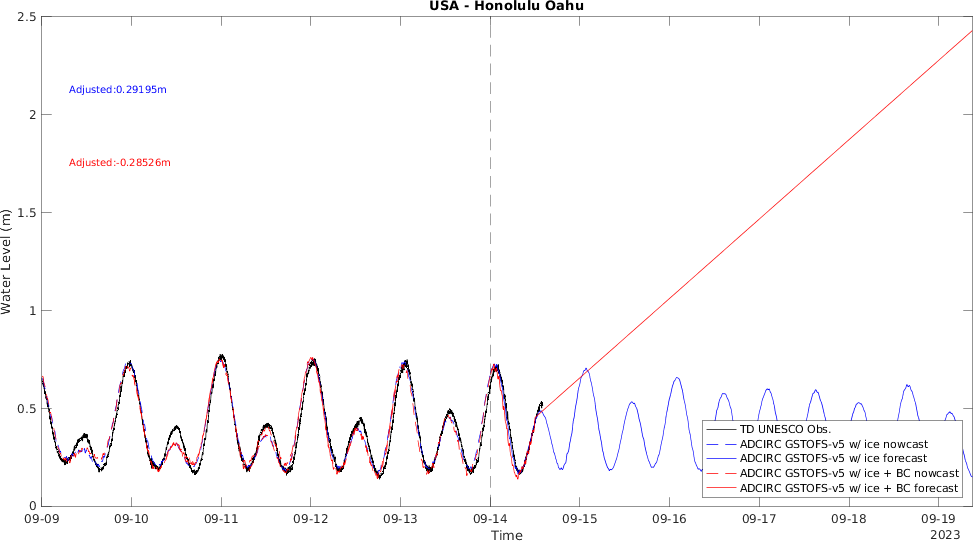 USA - Honolulu Oahu
2.5
2
1.5
1
0.5
0
Water Level (m)
Adjusted:0.29195m
Adjusted:-0.28526m
TD UNESCO Obs.
ADCIRC GSTOFS-v5 w/ ice nowcast
ADCIRC GSTOFS-v5 w/ ice forecast
ADCIRC GSTOFS-v5 w/ ice + BC nowcast
ADCIRC GSTOFS-v5 w/ ice + BC forecast
09-09 09-10 09-11 09-12 09-13 09-14 09-15 09-16 09-17 09-18 09-19
Time
2023